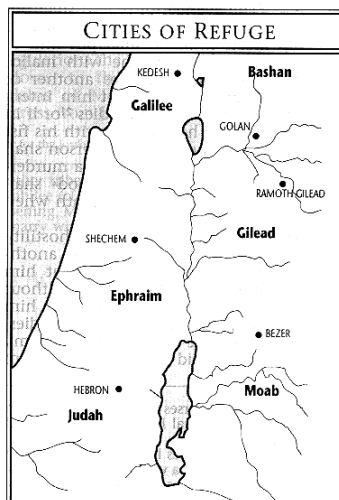 CITIES OF REFUGE
KEDESH
Bashan
Galilee
GOLAN
RAMOTH GILEAD
SHECHEM
Gilead
Ephraim
BEZER
HEBRON
Moab
Judah